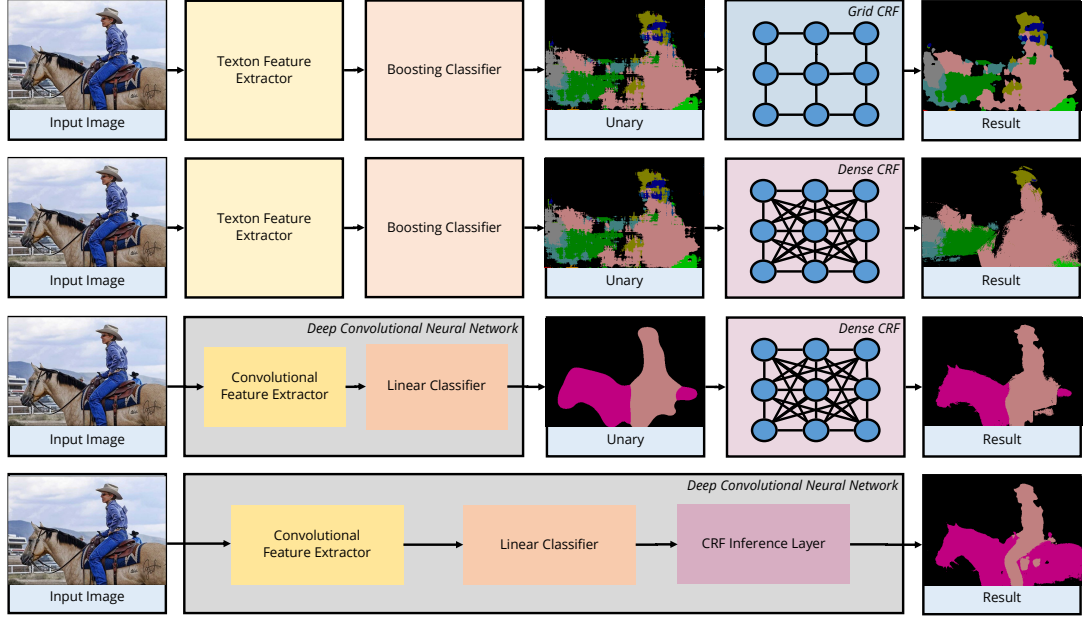 Grid CRF
Input Image
Texton Feature
Extractor
Boosting Classifier
Unary
Result
Dense CRF
Input Image
Texton Feature
Extractor
Boosting Classifier
Unary
Result
Deep Convolutional Neural Network
Dense CRF
Input Image
Convolutional
Feature Extractor
Linear Classifier
Unary
Result
Deep Convolutional Neural Network
Input Image
Convolutional
Feature Extractor
Linear Classifier
CRF Inference Layer
Result